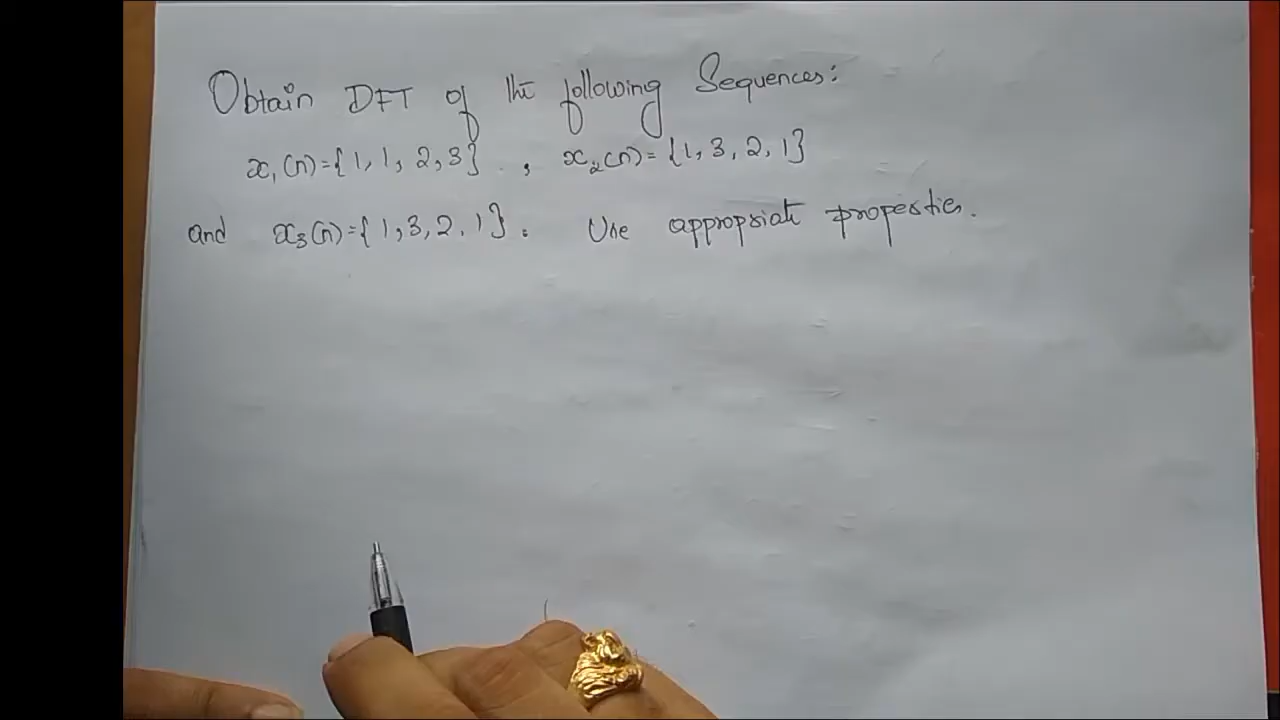 Obtain DFT of the following Sequences:
x₁(n)={1, 1, 2, 3} , x₂(n)={1, 3, 2, 1}
and x₃(n)={1, 3, 2, 1}. Use appropriate properties.